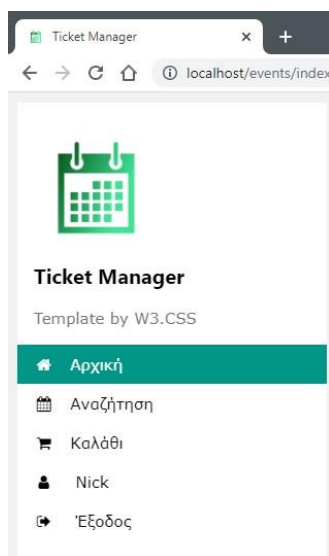 Ticket Manager
localhost/events/index
Ticket Manager
Template by W3.CSS
Αρχική
Αναζήτηση
Καλάθι
Nick
Έξοδος